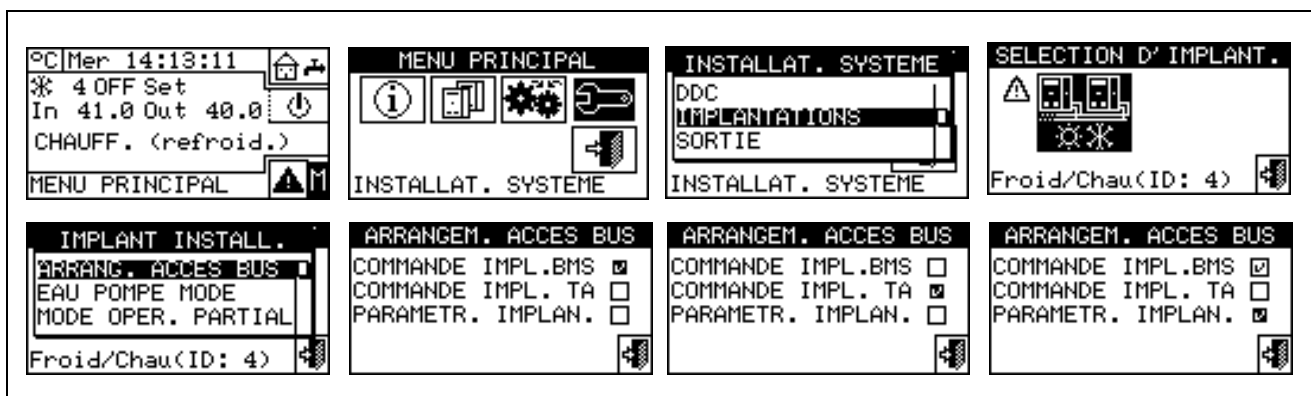 ºC Mer 14:13:11
4 OFF Set
In 41.0 Out 40.0
CHAUFF. (refroid.)
MENU PRINCIPAL M
MENU PRINCIPAL
i
INSTALLAT. SYSTEME
INSTALLAT. SYSTEME
DDC
IMPLANTATIONS
SORTIE
INSTALLAT. SYSTEME
SELECTION D'IMPLANT.
Froid/Chau(ID: 4)
IMPLANT INSTALL.
ARRANG. ACCES BUS
EAU POMPE MODE
MODE OPER. PARTIAL
Froid/Chau(ID: 4)
ARRANGEM. ACCES BUS
COMMANDE IMPL.BMS
COMMANDE IMPL. TA
PARAMETR. IMPLAN.
ARRANGEM. ACCES BUS
COMMANDE IMPL.BMS
COMMANDE IMPL. TA
PARAMETR. IMPLAN.
ARRANGEM. ACCES BUS
COMMANDE IMPL.BMS
COMMANDE IMPL. TA
PARAMETR. IMPLAN.